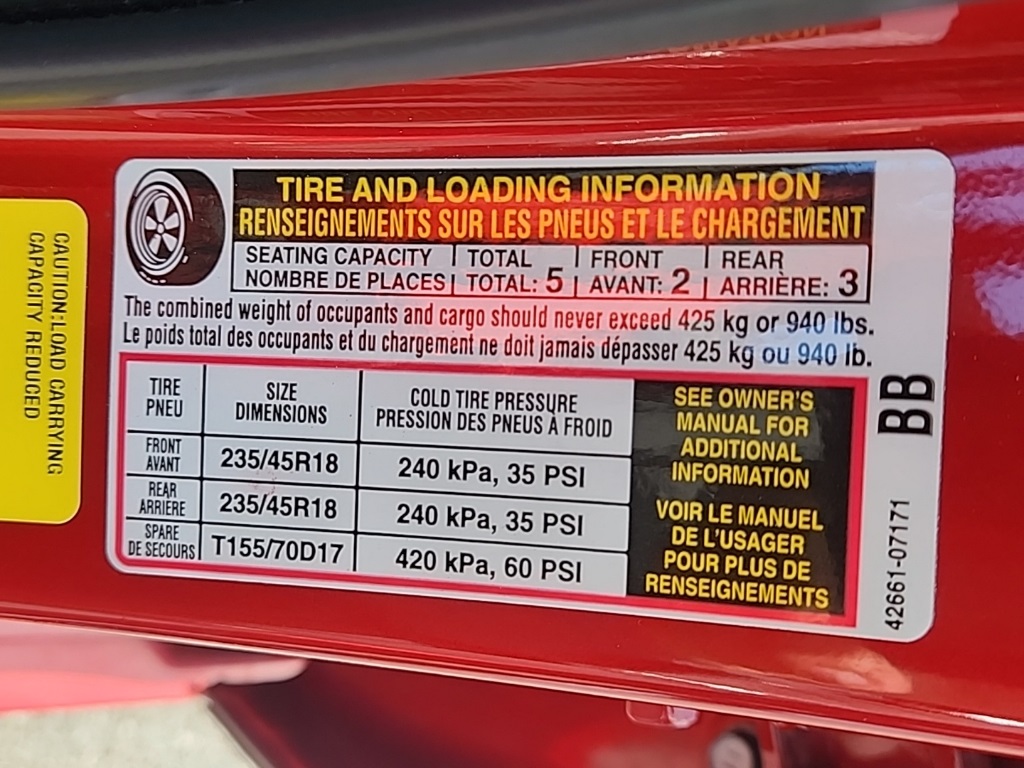 TIRE AND LOADING INFORMATION
RENSEIGNEMENTS SUR LES PNEUS ET LE CHARGEMENT
SEATING CAPACITY TOTAL FRONT REAR
NOMBRE DE PLACES TOTAL: 5 AVANT: 2 ARRIÈRE: 3
The combined weight of occupants and cargo should never exceed 425 kg or 940 lbs.
Le poids total des occupants et du chargement ne doit jamais dépasser 425 kg ou 940 lb.
TIRE SIZE COLD TIRE PRESSURE
PNEU DIMENSIONS PRESSION DES PNEUS À FROID
FRONT
AVANT 235/45R18 240 kPa, 35 PSI
REAR
ARRIÈRE 235/45R18 240 kPa, 35 PSI
SPARE
DE SECOURS T155/70D17 420 kPa, 60 PSI
SEE OWNER'S
MANUAL FOR
ADDITIONAL
INFORMATION
VOIR LE MANUEL
DE L'USAGER
POUR PLUS DE
RENSEIGNEMENTS
BB
42661-07171
CAUTION:LOAD CARRYING
CAPACITY REDUCED